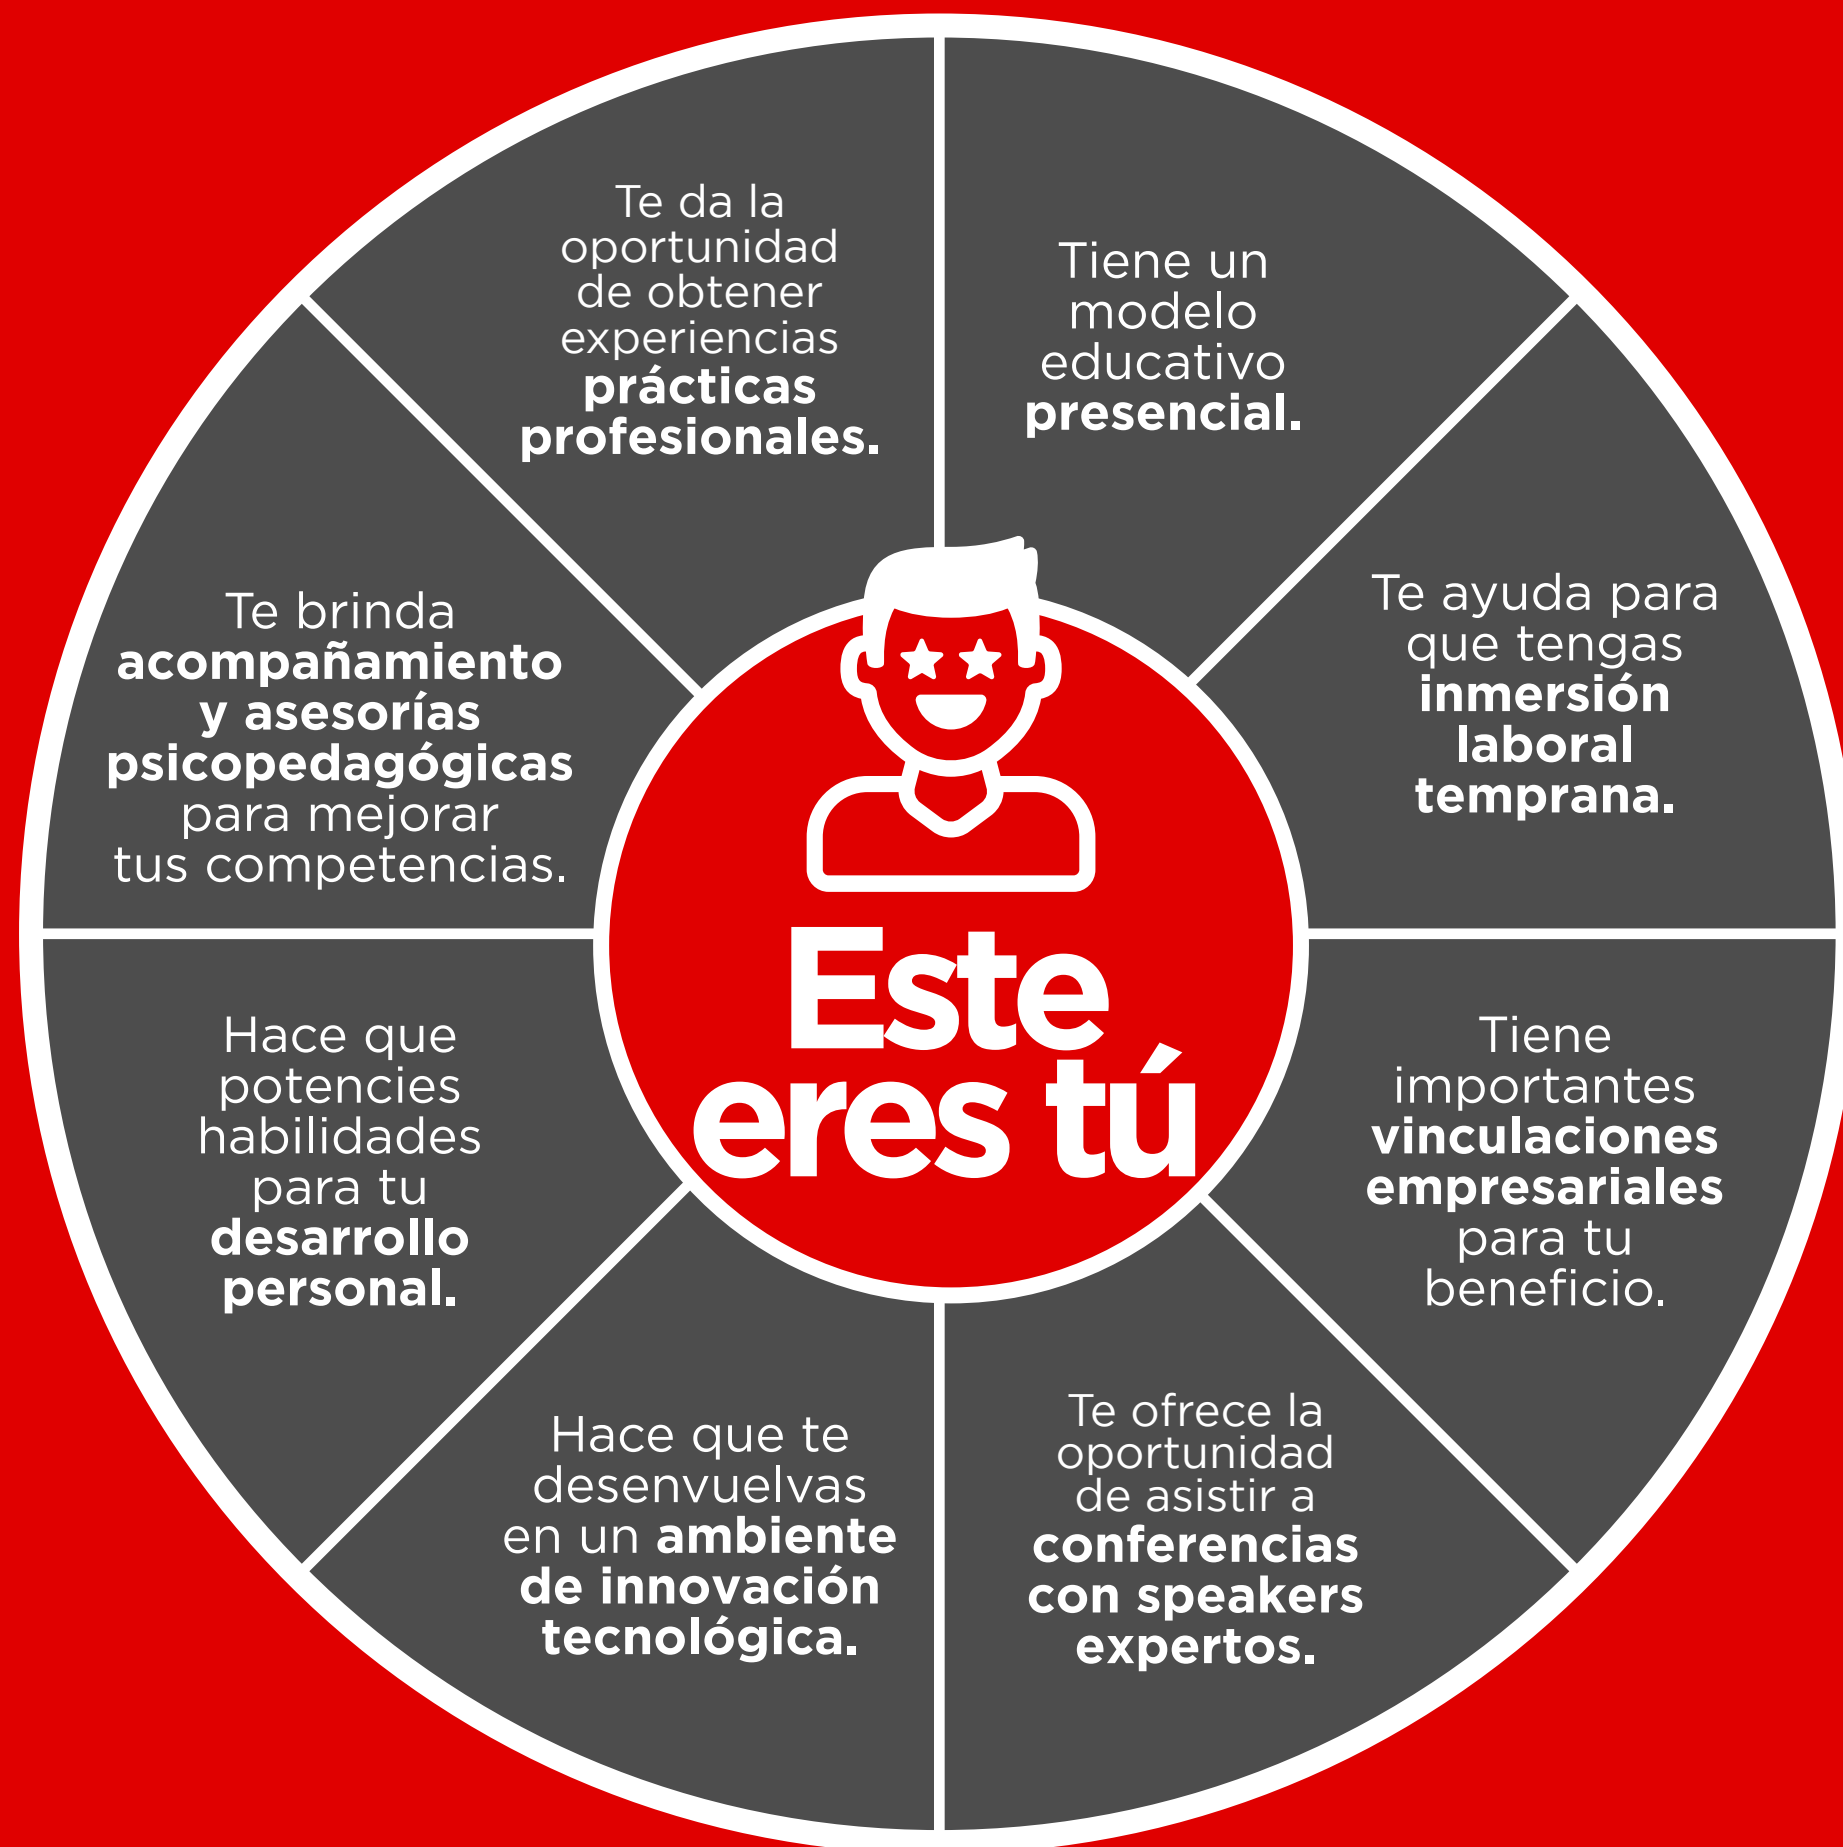 Te da la
oportunidad
de obtener
experiencias
prácticas
profesionales.
Tiene un
modelo
educativo
presencial.
Te ayuda para
que tengas
inmersión
laboral
temprana.
Tiene
importantes
vinculaciones
empresariales
para tu
beneficio.
Te ofrece la
oportunidad
de asistir a
conferencias
con speakers
expertos.
Hace que te
desenvuelvas
en un ambiente
de innovación
tecnológica.
Hace que
potencies
habilidades
para tu
desarrollo
personal.
Te brinda
acompañamiento
y asesorías
psicopedagógicas
para mejorar
tus competencias.
Este
eres tú